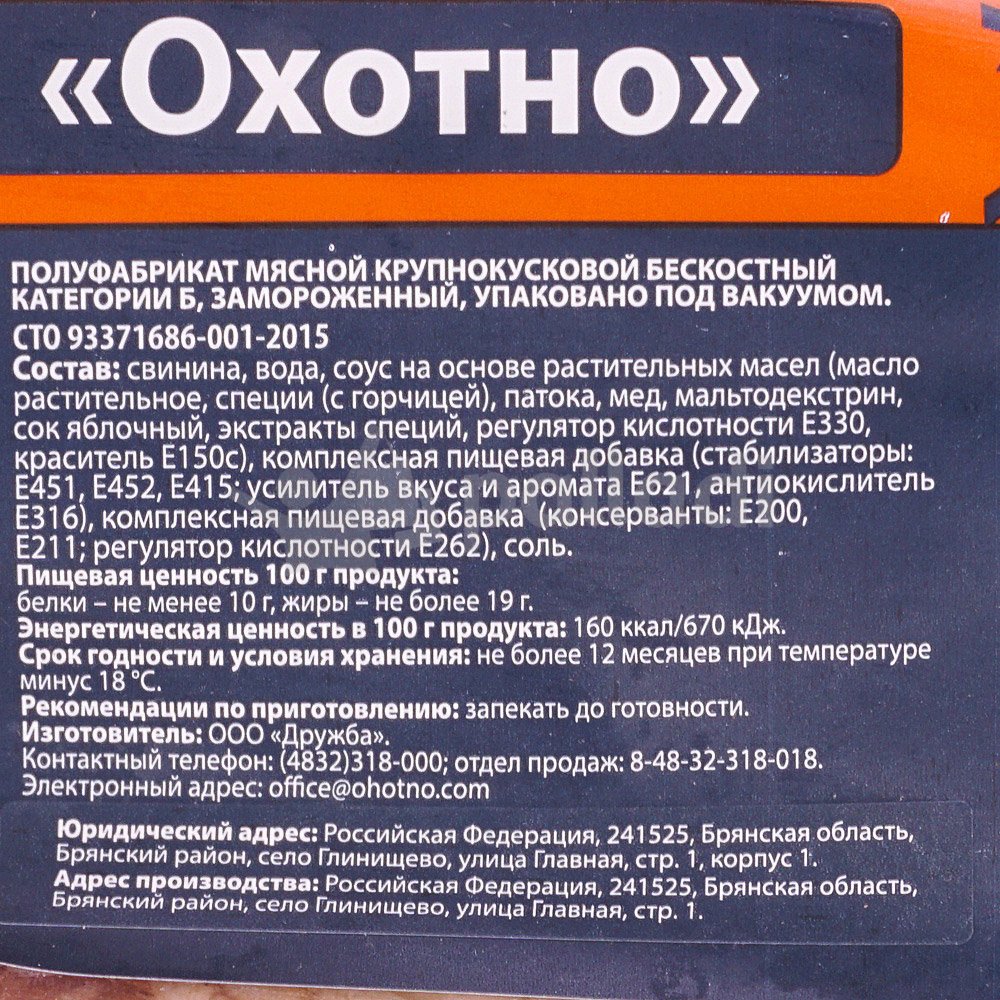 «Охотно»
ПОЛУФАБРИКАТ МЯСНОЙ КРУПНОКУСКОВОЙ БЕСКОСТНЫЙ
КАТЕГОРИИ Б, ЗАМОРОЖЕННЫЙ, УПАКОВАНО ПОД ВАКУУМОМ.
СТО 93371686-001-2015
Состав: свинина, вода, соус на основе растительных масел (масло
растительное, специи (с горчицей), патока, мед, мальтодекстрин,
сок яблочный, экстракты специй, регулятор кислотности Е330,
краситель Е150с), комплексная пищевая добавка (стабилизаторы:
Е451, Е452, Е415; усилитель вкуса и аромата Е621, антиокислитель
Е316), комплексная пищевая добавка (консерванты: Е200,
Е211; регулятор кислотности Е262), соль.
Пищевая ценность 100 г продукта:
белки – не менее 10 г, жиры – не более 19 г.
Энергетическая ценность в 100 г продукта: 160 ккал/670 кДж.
Срок годности и условия хранения: не более 12 месяцев при температуре
минус 18 °С.
Рекомендации по приготовлению: запекать до готовности.
Изготовитель: ООО «Дружба».
Контактный телефон: (4832)318-000; отдел продаж: 8-48-32-318-018.
Электронный адрес: office@ohotno.com
Юридический адрес: Российская Федерация, 241525, Брянская область,
Брянский район, село Глинищево, улица Главная, стр. 1, корпус 1.
Адрес производства: Российская Федерация, 241525, Брянская область,
Брянский район, село Глинищево, улица Главная, стр. 1.